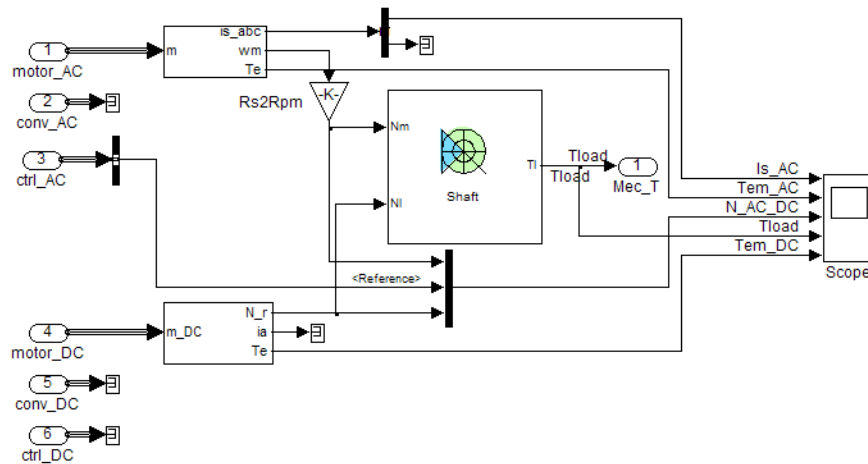 1
motor_AC
2
conv_AC
3
ctrl_AC
m
is_abc
wm
Te
-K-
Rs2Rpm
Nm
Nl
Tl
Shaft
Tload
Tload
1
Mec_T
Is_AC
Tem_AC
N_AC_DC
Tload
Tem_DC
Scope
<Reference>
4
motor_DC
5
conv_DC
6
ctrl_DC
m_DC
N_r
ia
Te